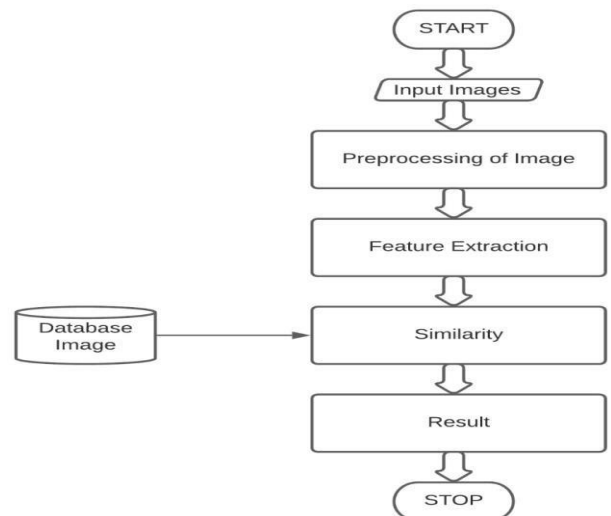 START
Input Images
Preprocessing of Image
Feature Extraction
Database
Image
Similarity
Result
STOP